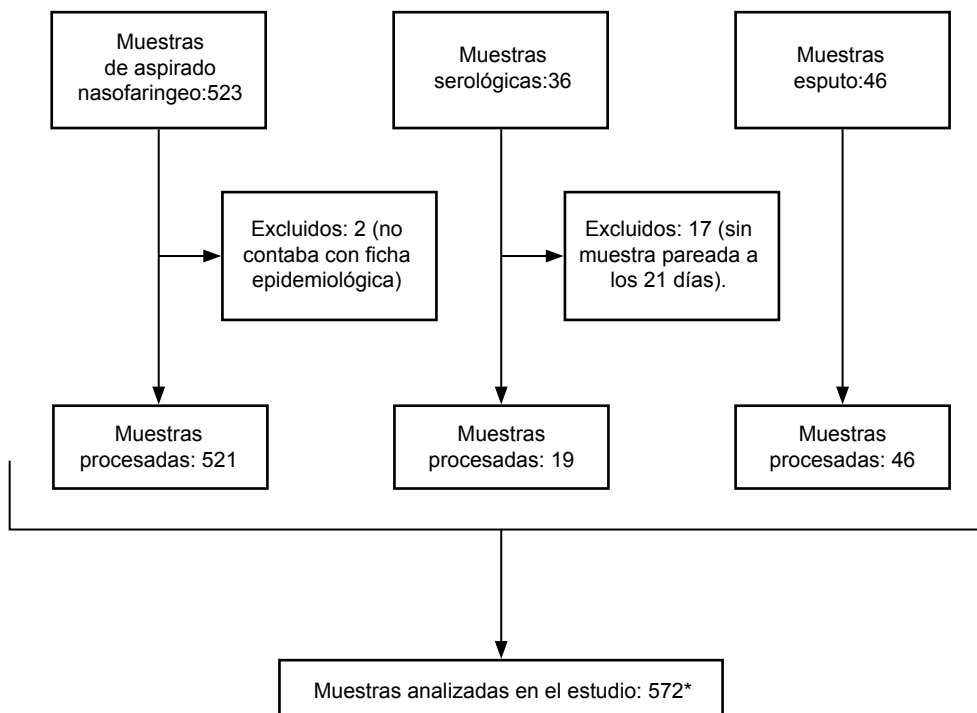 Muestras
de aspirado
nasofaringeo:523
Muestras
serológicas:36
Muestras
esputo:46
Excluidos: 2 (no
contaba con ficha
epidemiológica)
Excluidos: 17 (sin
muestra pareada a
los 21 días).
Muestras
procesadas: 521
Muestras
procesadas: 19
Muestras
procesadas: 46
Muestras analizadas en el estudio: 572*